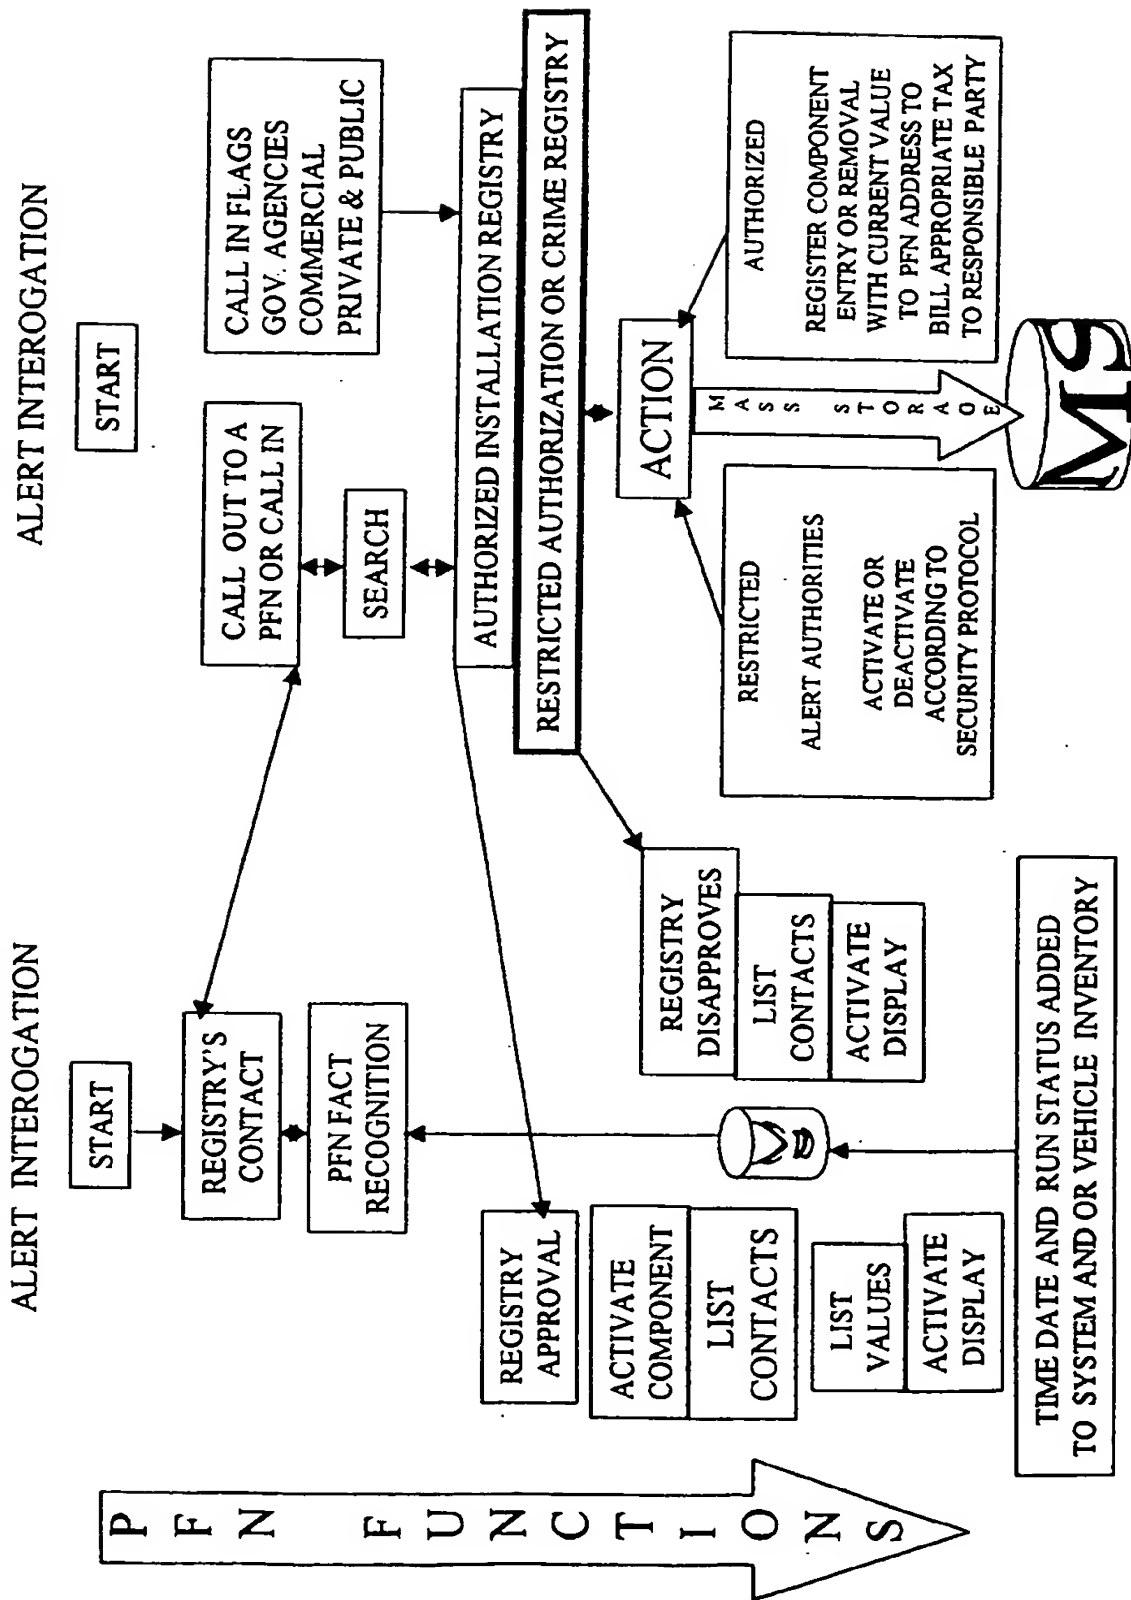 ALERT INTEROGATION
START
REGISTRY'S
CONTACT
PFN FACT
RECOGNITION
REGISTRY
APPROVAL
ACTIVATE
COMPONENT
LIST
CONTACTS
LIST
VALUES
ACTIVATE
DISPLAY
REGISTRY
DISAPPROVES
LIST
CONTACTS
ACTIVATE
DISPLAY
TIME DATE AND RUN STATUS ADDED
TO SYSTEM AND OR VEHICLE INVENTORY
PFN FUNCTIONS
ALERT INTEROGATION
START
CALL OUT TO A
PFN OR CALL IN
SEARCH
CALL IN FLAGS
GOV. AGENCIES
COMMERCIAL
PRIVATE & PUBLIC
AUTHORIZED INSTALLATION REGISTRY
RESTRICTED AUTHORIZATION OR CRIME REGISTRY
ACTION
RESTRICTED
ALERT AUTHORITIES
ACTIVATE OR
DEACTIVATE
ACCORDING TO
SECURITY PROTOCOL
MASS STORAGE
AUTHORIZED
REGISTER COMPONENT
ENTRY OR REMOVAL
WITH CURRENT VALUE
TO PFN ADDRESS TO
BILL APPROPRIATE TAX
TO RESPONSIBLE PARTY
MS